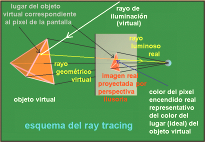 lugar del objeto
virtual correspondiente
al pixel de la pantalla
rayo de
iluminación (virtual)
rayo
luminoso
real
rayo
geométrico
virtual
imagen real
proyectada por
perspectiva
objeto virtual
color del pixel
encendido real
representativo
del color del
lugar (ideal) del
objeto virtual
esquema del ray tracing